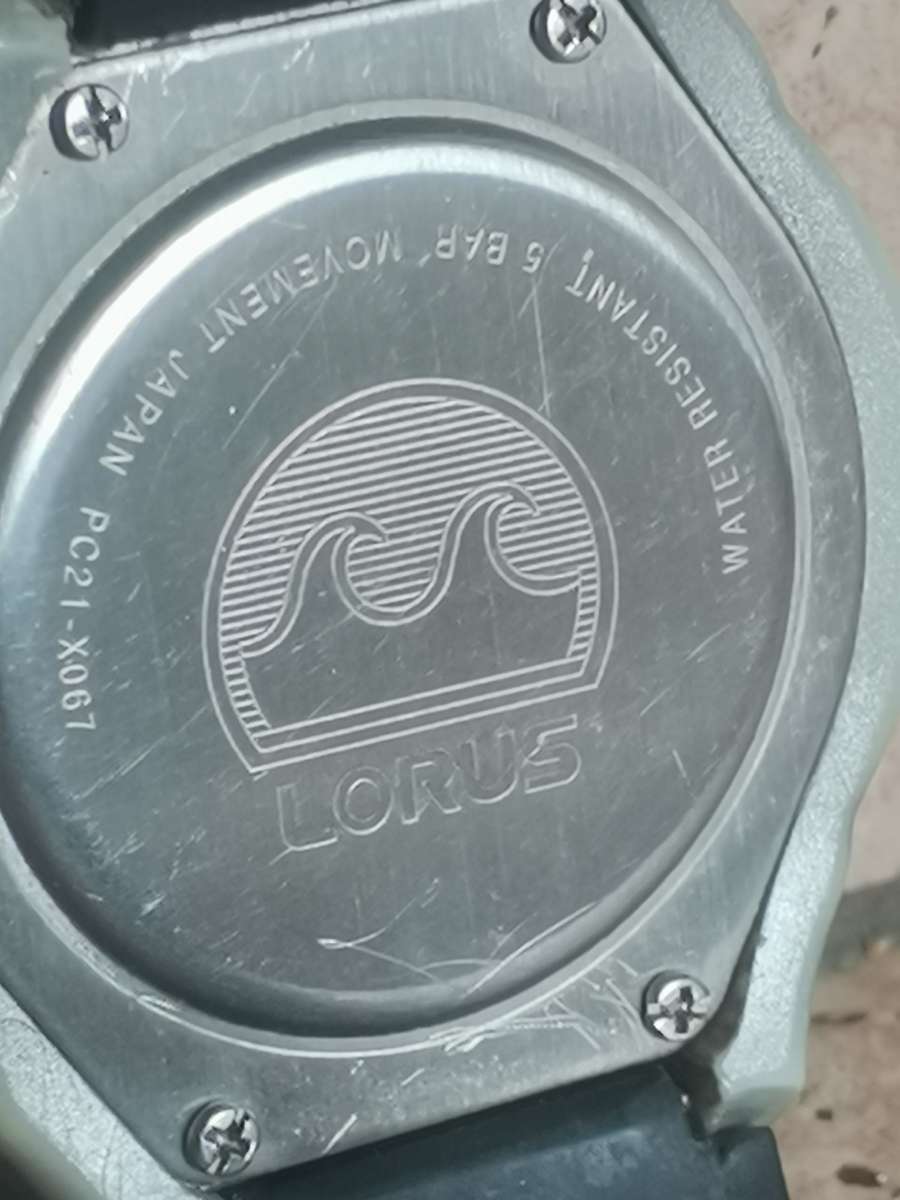 WATER RESISTANT, 5 BAR, MOVEMENT JAPAN PC21-X067
LORUS